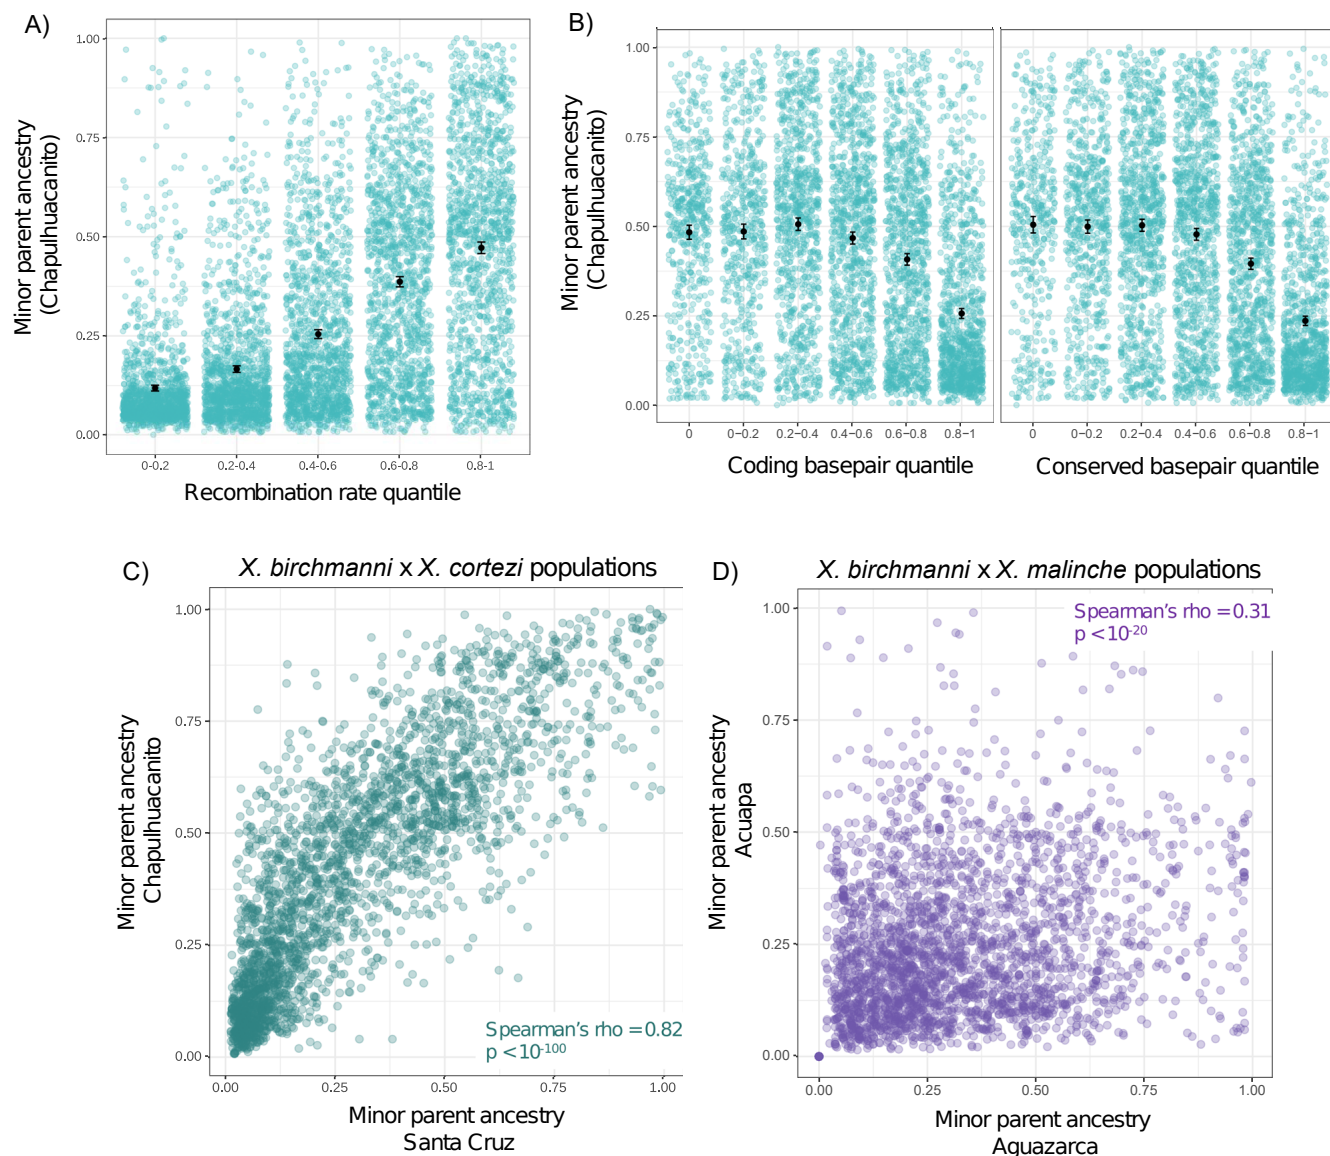 A)
1.00
0.75
0.50
0.25
0.00
Minor parent ancestry
(Chapulhuacanito)
0-0.2
0.2-0.4
0.4-0.6
0.6-0.8
0.8-1
Recombination rate quantile
B)
1.00
0.75
0.50
0.25
0.00
Minor parent ancestry
(Chapulhuacanito)
0
0-0.2
0.2-0.4
0.4-0.6
0.6-0.8
0.8-1
Coding basepair quantile
0
0-0.2
0.2-0.4
0.4-0.6
0.6-0.8
0.8-1
Conserved basepair quantile
C)
X. birchmanni x X. cortezi populations
1.00
0.75
0.50
0.25
0.00
Minor parent ancestry
Chapulhuacanito
Spearman's rho = 0.82
p < 10-100
0.00
0.25
0.50
0.75
1.00
Minor parent ancestry
Santa Cruz
D)
X. birchmanni x X. malinche populations
Spearman's rho = 0.31
p < 10-20
1.00
0.75
0.50
0.25
0.00
Minor parent ancestry
Acuapa
0.00
0.25
0.50
0.75
1.00
Minor parent ancestry
Aguazarca